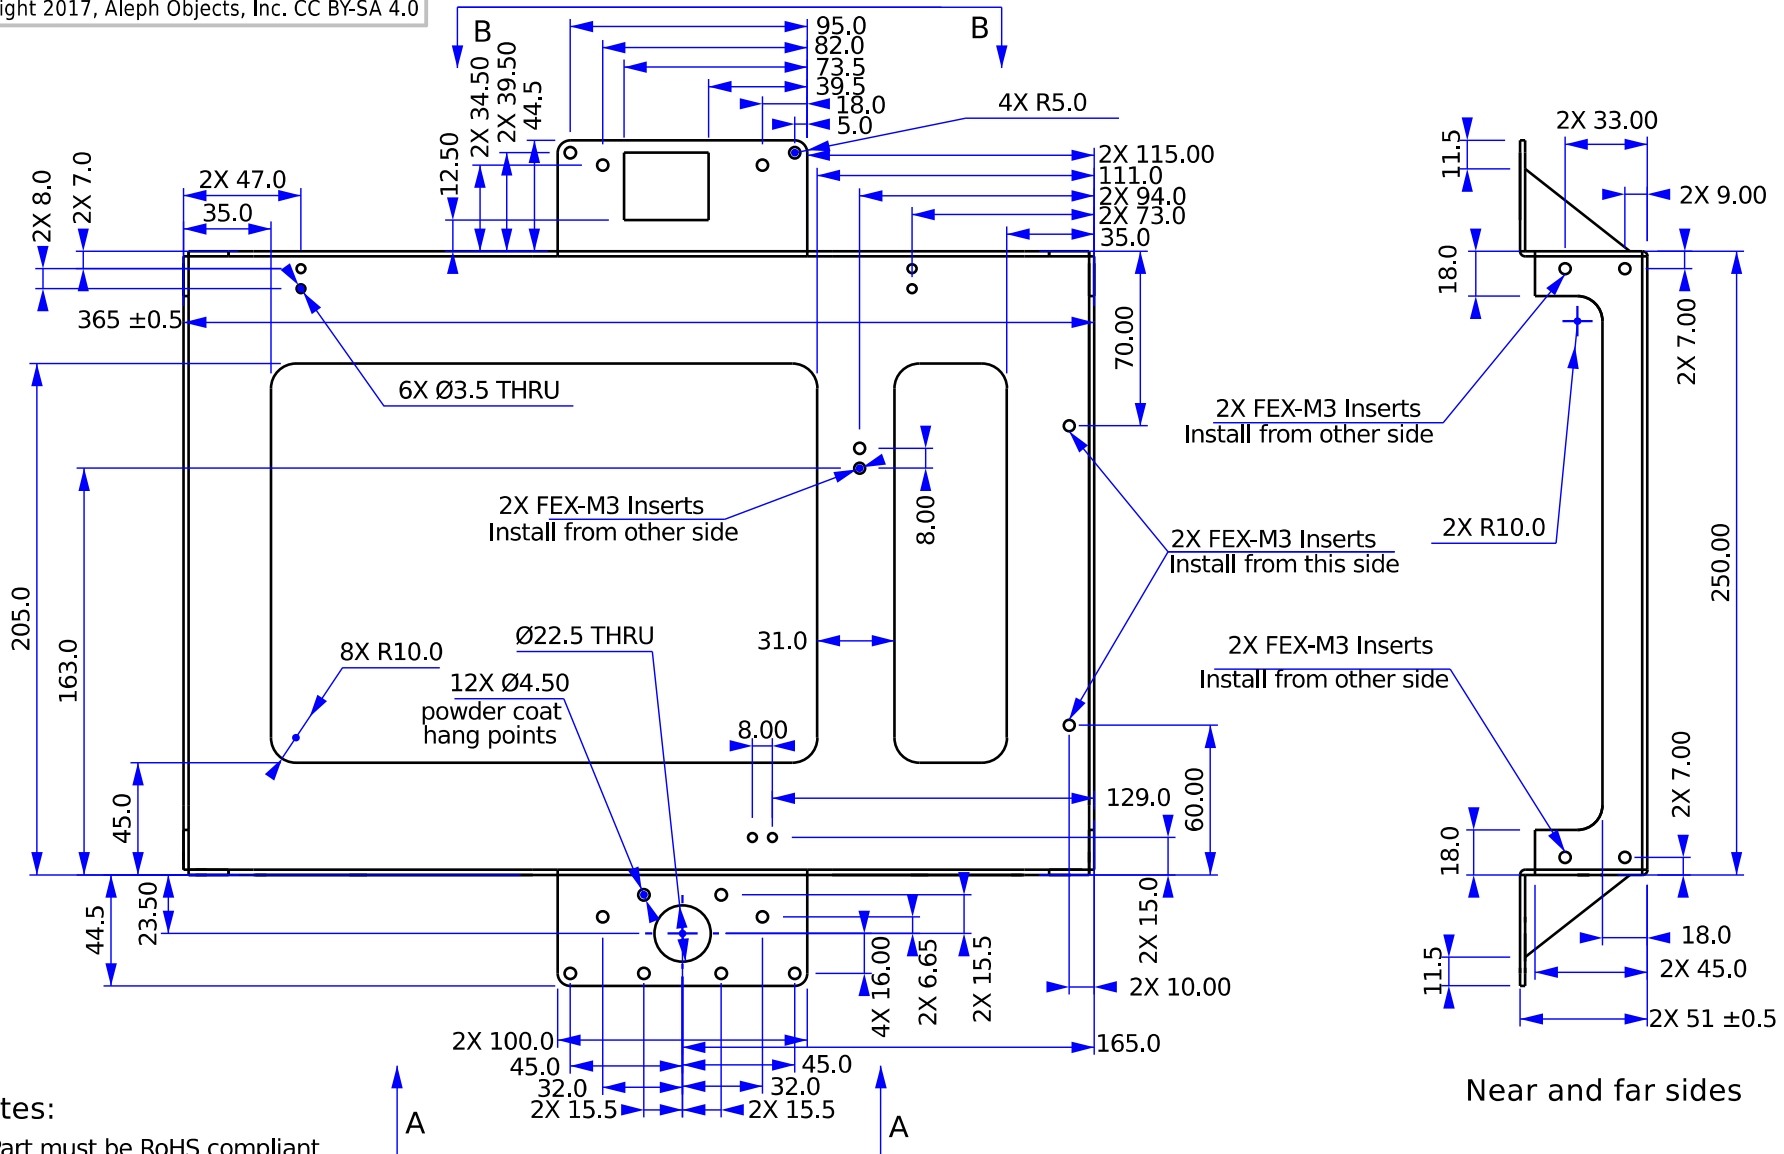 ight 2017, Aleph Objects, Inc. CC BY-SA 4.0
B
B
95.0
82.0
73.5
39.5
18.0
5.0
4X R5.0
2X 34.50
2X 39.50
44.5
12.50
2X 8.0
2X 7.0
2X 47.0
35.0
2X 115.00
111.0
2X 94.0
2X 73.0
35.0
365 ±0.5
70.00
6X Ø3.5 THRU
2X FEX-M3 Inserts
Install from other side
8.00
2X FEX-M3 Inserts
Install from this side
205.0
163.0
8X R10.0
Ø22.5 THRU
31.0
12X Ø4.50
powder coat
hang points
8.00
129.0
60.00
45.0
44.5
23.50
4X 16.00
2X 6.65
2X 15.5
2X 15.0
2X 10.00
2X 100.0
165.0
45.0
45.0
32.0
32.0
2X 15.5
2X 15.5
A
A
11.5
2X 33.00
2X 9.00
18.0
2X 7.00
2X FEX-M3 Inserts
Install from other side
2X R10.0
250.00
2X FEX-M3 Inserts
Install from other side
2X 7.00
18.0
18.0
11.5
2X 45.0
2X 51 ±0.5
Near and far sides
tes:
Part must be RoHS compliant